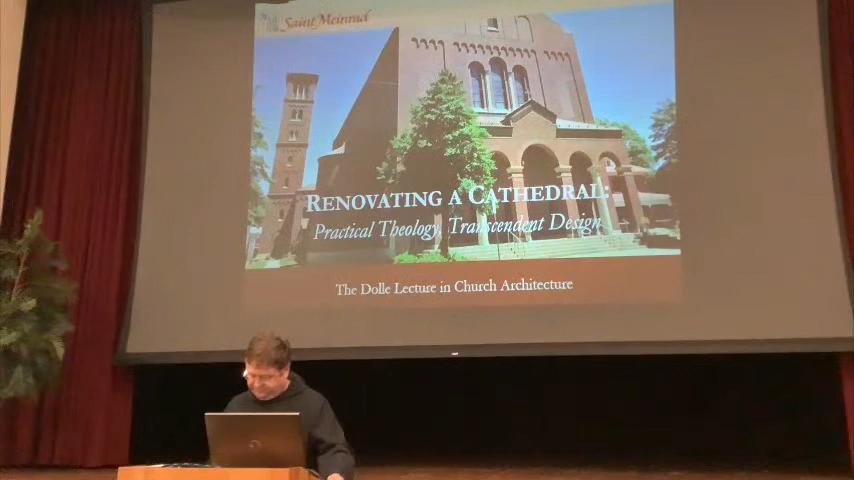 Saint Meinrad
RENOVATING A CATHEDRAL:
Practical Theology, Transcendent Design
The Dolle Lecture in Church Architecture